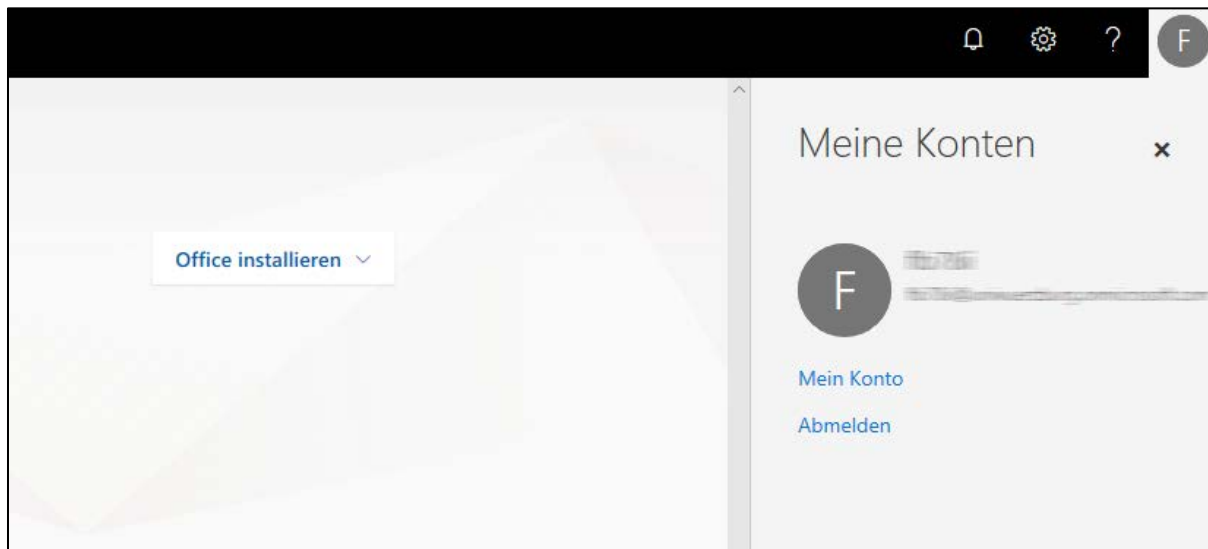 F
Meine Konten
Office installieren
F
Mein Konto
Abmelden